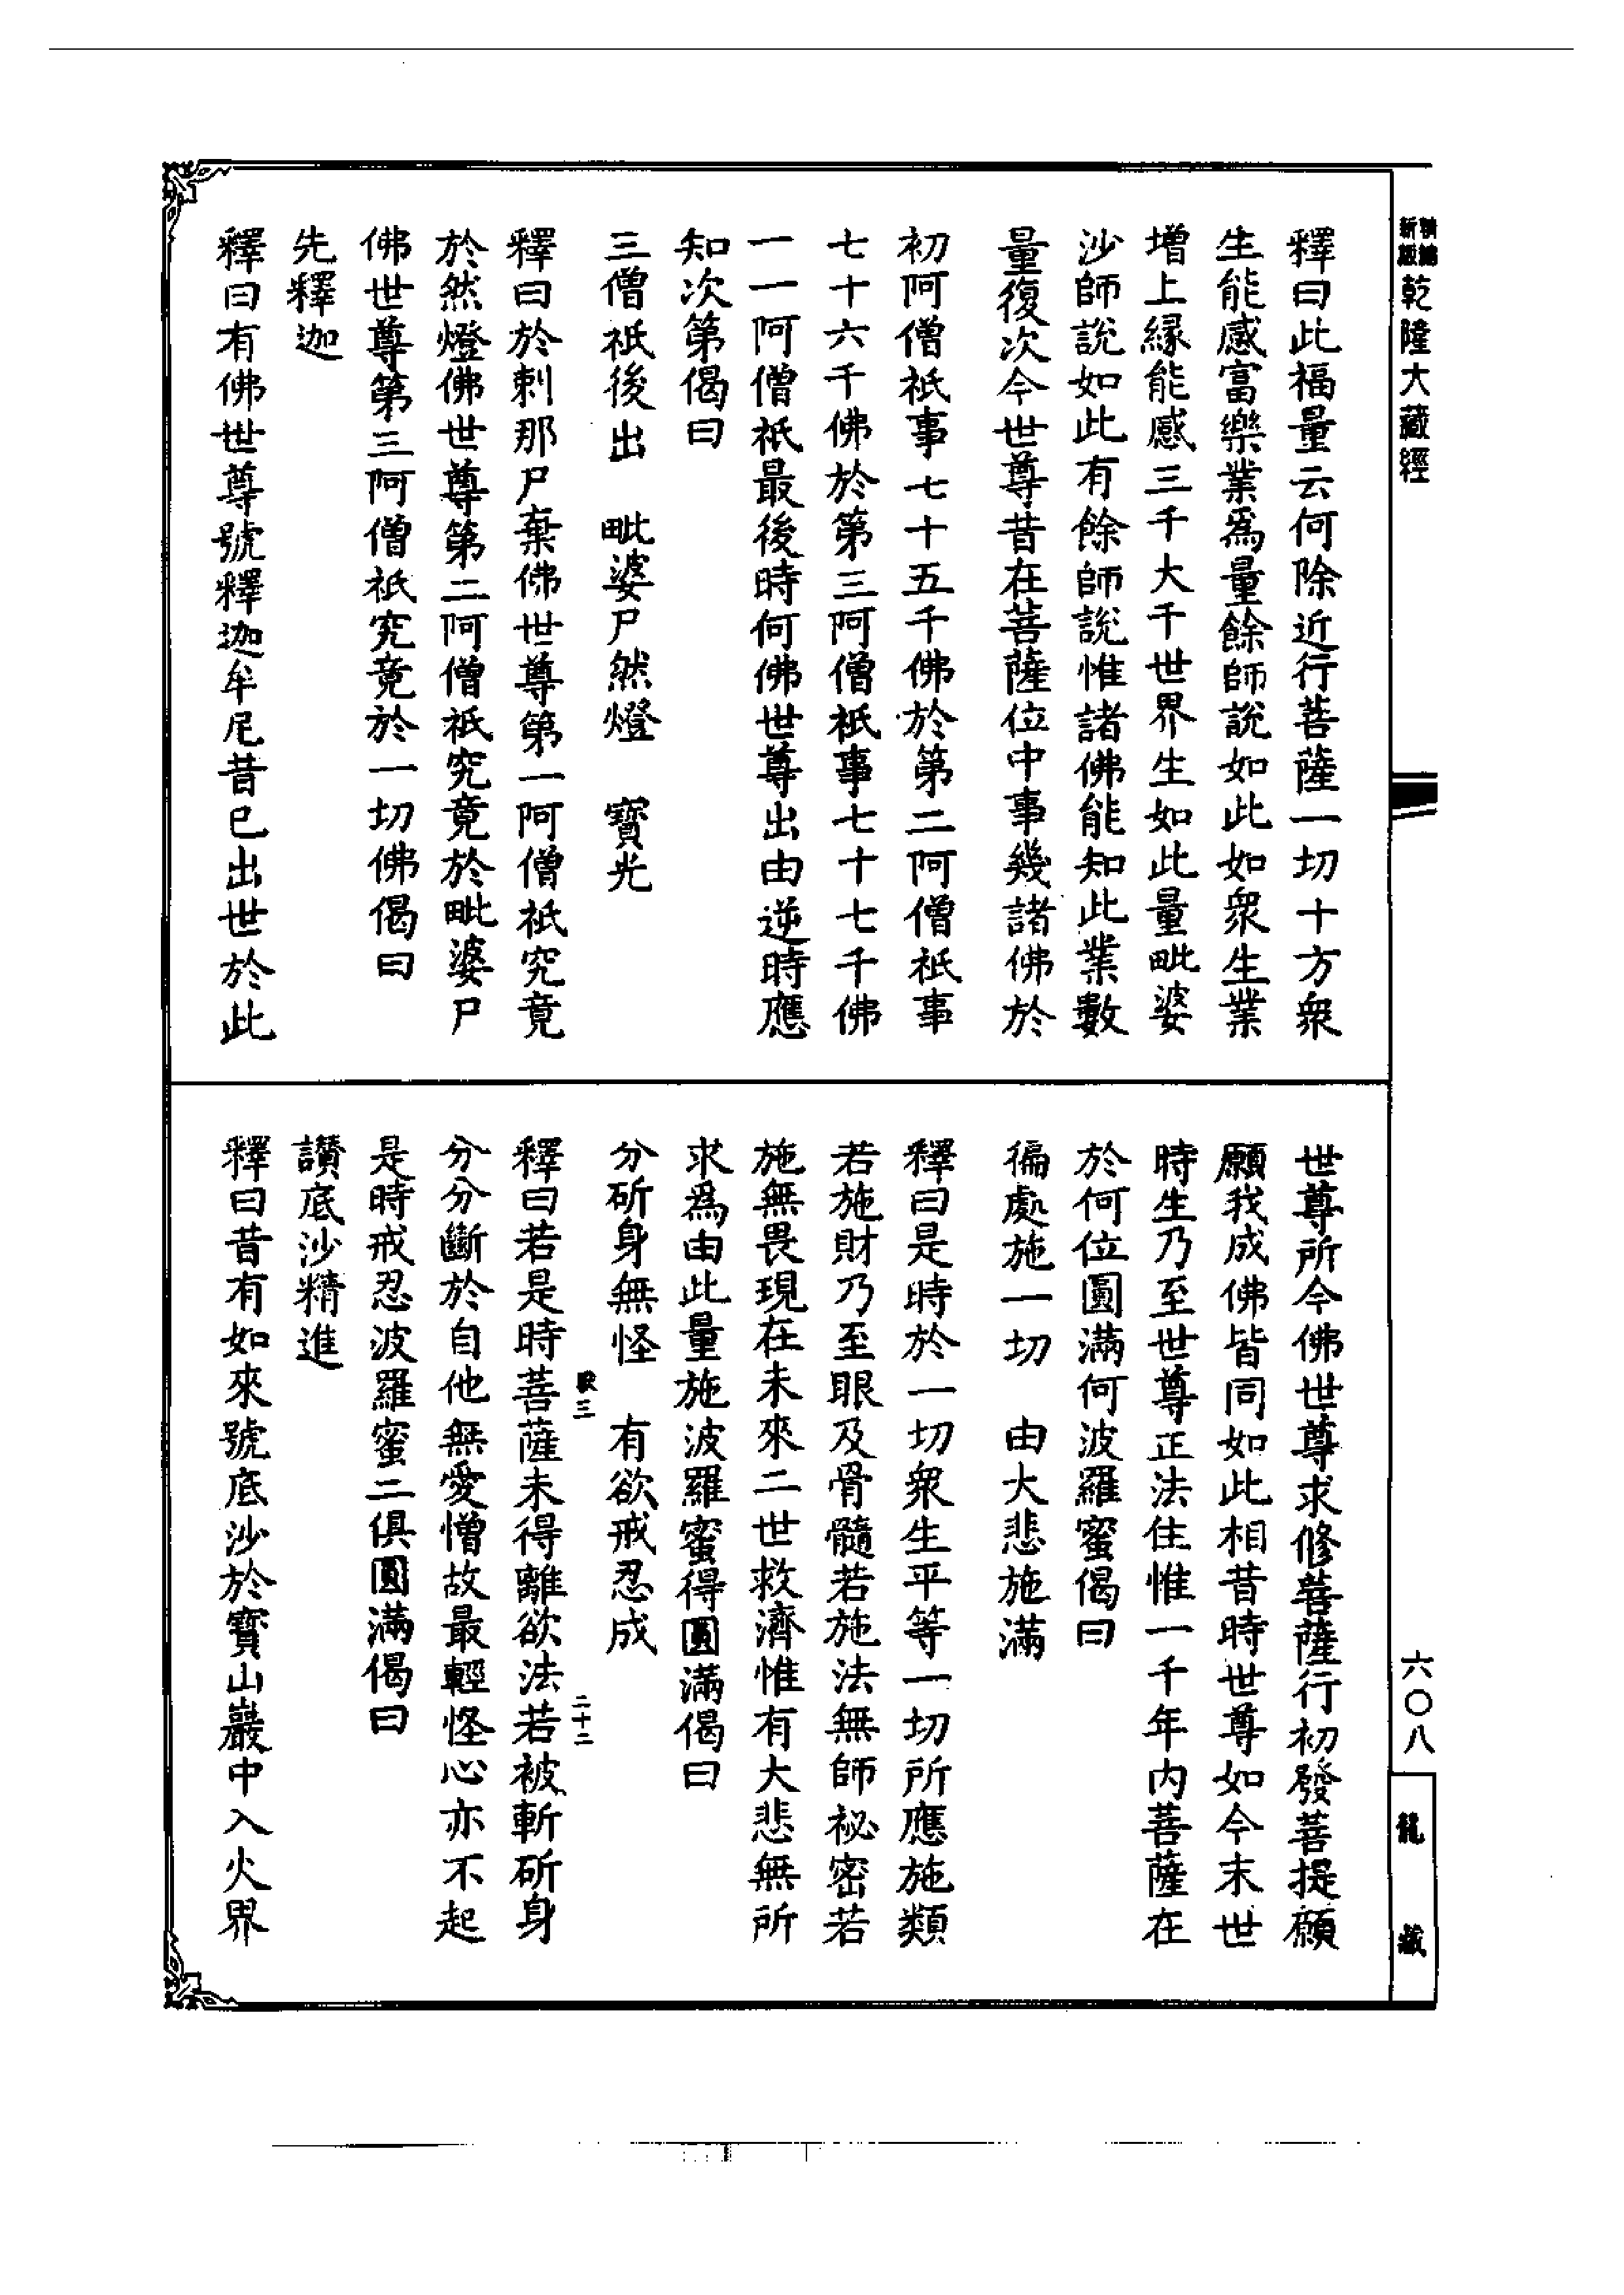 新版
乾隆大藏經
釋曰此福量云何除近行菩薩一切十方衆
生能感富樂業爲量餘師說如此如衆生業
增上緣能感三千大千世界生如此量毗婆
沙師說如此有餘師說惟諸佛能知此業數
量復次今世尊昔在菩薩位中事幾諸佛於
初阿僧祇事七十五千佛於第二阿僧祇事
七十六千佛於第三阿僧祇事七十七千佛
一一阿僧祇最後時何佛世尊出由逆時應
知次第偈曰
三僧祇後出 毗婆尸然燈 寶光
釋曰於剌那尸棄佛世尊第一阿僧祇究竟
於然燈佛世尊第二阿僧祇究竟於毗婆尸
佛世尊第三阿僧祇究竟於一切佛偈曰
先釋迦
釋曰有佛世尊號釋迦牟尼昔已出世於此
世尊所今佛世尊求修菩薩行初發菩提願
願我成佛皆同如此相昔時世尊如今末世
時生乃至世尊正法住惟一千年內菩薩在
於何位圓滿何波羅蜜偈曰
徧處施一切 由大悲施滿
釋曰是時於一切衆生平等一切所應施類
若施財乃至眼及骨髓若施法無師祕密若
施無畏現在未來二世救濟惟有大悲無所
求爲由此量施波羅蜜得圓滿偈曰
分斫身無怪 有欲戒忍成
三
二十二
釋曰若是時菩薩未得離欲法若被斬斫身
分分斷於自他無愛憎故最輕怪心亦不起
是時戒忍波羅蜜二俱圓滿偈曰
讚底沙精進
釋曰昔有如來號底沙於寶山巖中入火界
六〇八
龍藏